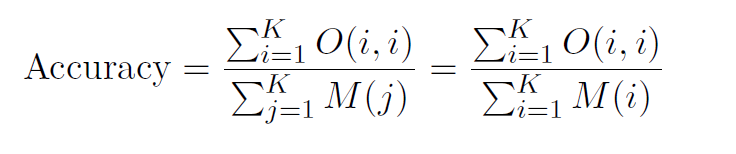 Accuracy = \frac{\sum_{i=1}^{K} O(i, i)}{\sum_{j=1}^{K} M(j)} = \frac{\sum_{i=1}^{K} O(i, i)}{\sum_{i=1}^{K} M(i)}